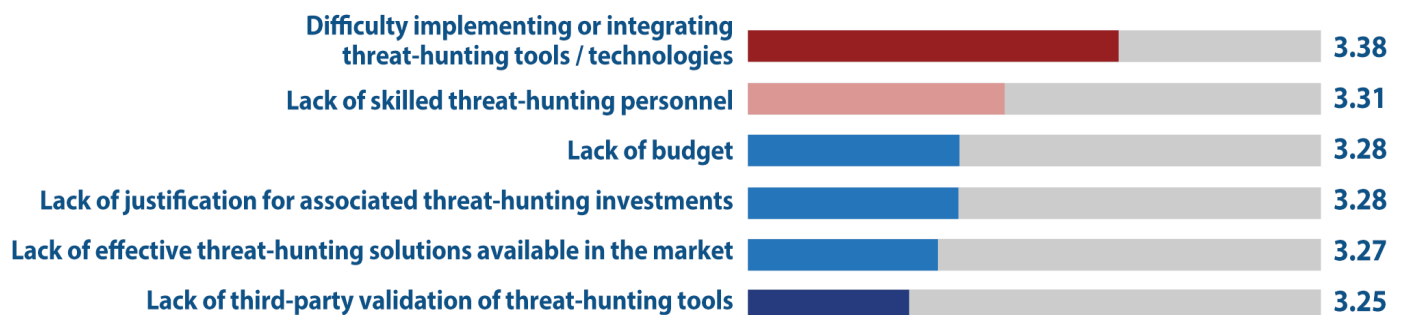 Difficulty implementing or integrating
threat-hunting tools / technologies
3.38
Lack of skilled threat-hunting personnel
3.31
Lack of budget
3.28
Lack of justification for associated threat-hunting investments
3.28
Lack of effective threat-hunting solutions available in the market
3.27
Lack of third-party validation of threat-hunting tools
3.25